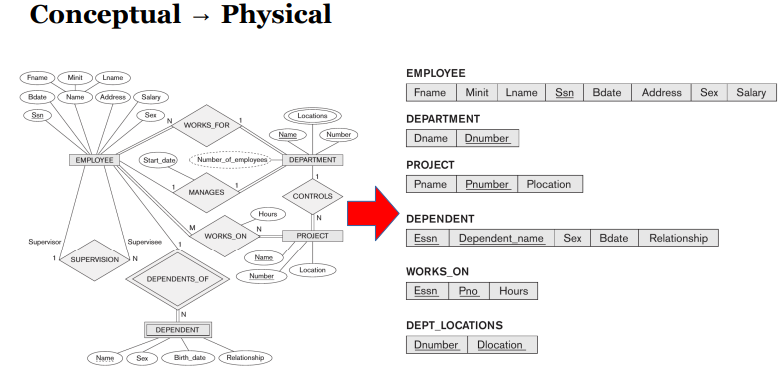 Conceptual → Physical
Fname Minit Lname
Bdate Name Address Salary
Ssn Sex
EMPLOYEE
N WORKS_FOR 1
Start_date
Number_of_employees
Locations
Name Number
DEPARTMENT
1 MANAGES 1
1
CONTROLS
N
M WORKS_ON N
Hours
PROJECT
Name
Number Location
Supervisor Supervisee
1 SUPERVISION N
1
DEPENDENTS_OF
N
DEPENDENT
Name Sex Birth_date Relationship
EMPLOYEE
Fname Minit Lname Ssn Bdate Address Sex Salary
DEPARTMENT
Dname Dnumber
PROJECT
Pname Pnumber Plocation
DEPENDENT
Essn Dependent_name Sex Bdate Relationship
WORKS_ON
Essn Pno Hours
DEPT_LOCATIONS
Dnumber Dlocation